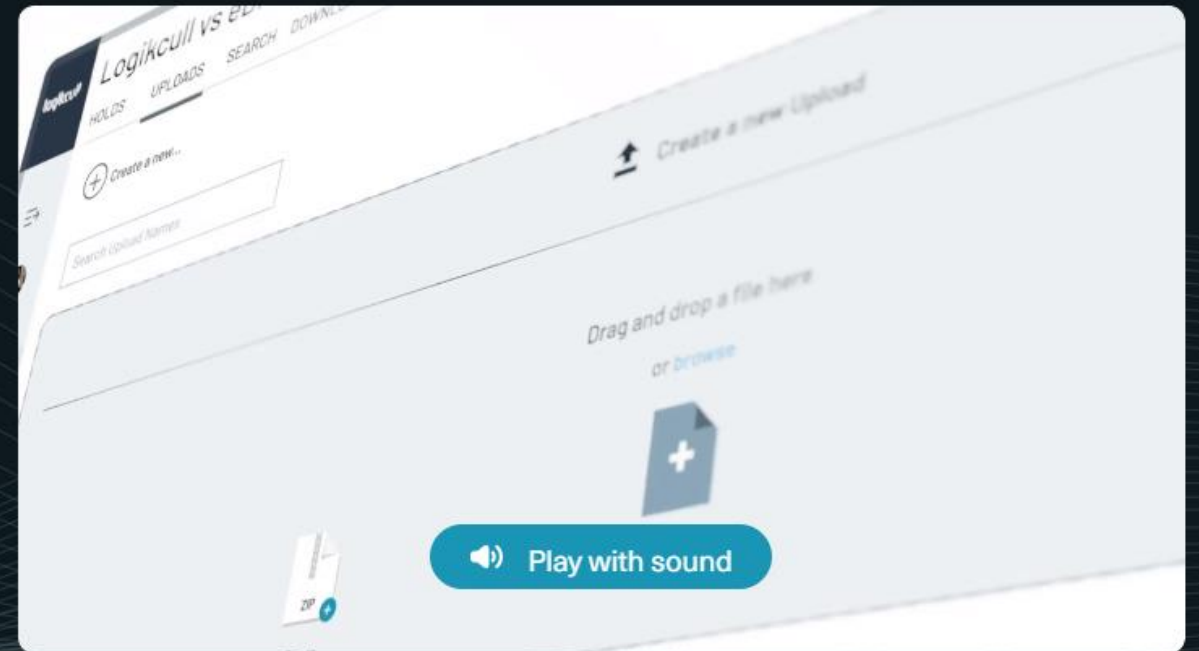 logikcull
Logikcull vs
HOLDS UPLOADS SEARCH
Create a new...
Search Upload Names
Create a new Upload
Drag and drop a file here
or browse
ZIP
Play with sound